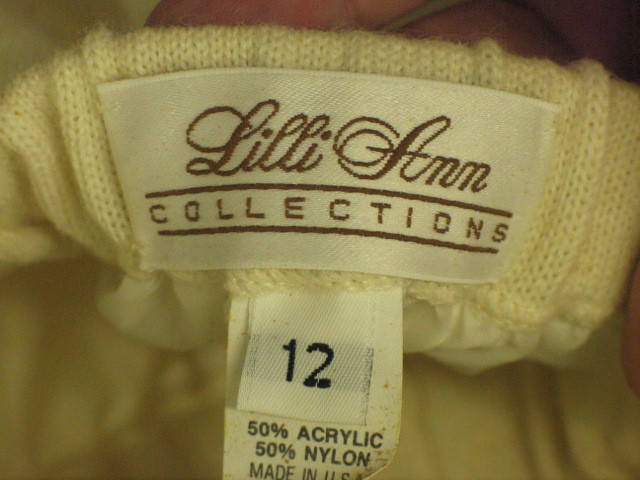 Lilli Ann
COLLECTIONS
12
50% ACRYLIC
50% NYLON
MADE IN U.S.A.